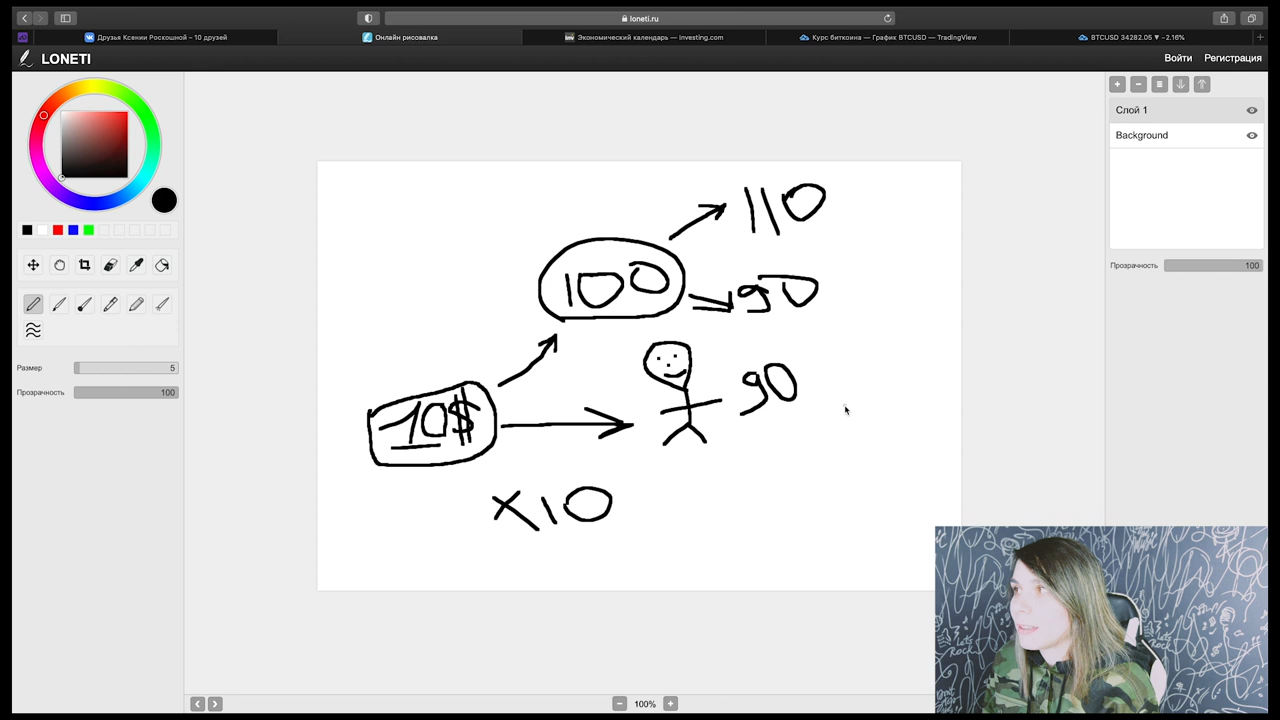 loneti.ru
Друзья Ксении Роскошной – 10 друзей
Онлайн рисовалка
Экономический календарь — Investing.com
Курс биткоина — График BTCUSD — TradingView
BTCUSD 34282.05 ▼ −2.16%
LONETI
Войти
Регистрация
Слой 1
Background
Прозрачность 100
Размер 5
Прозрачность 100
110
100
90
10$
90
x10
100%